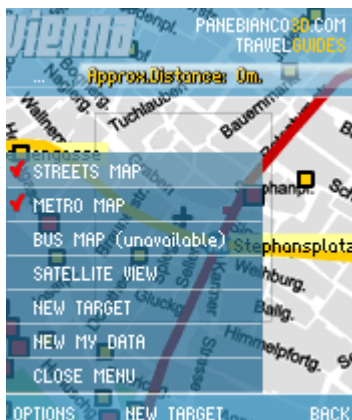 Vienna
PANEBIANCO3D.COM
TRAVELGUIDES
...
Approx.Distance: 0m.
Tuchlauben
Bauernm
STREETS MAP
METRO MAP
BUS MAP (unavailable)
Stephansplatz
SATELLITE VIEW
NEW TARGET
Ballg.
NEW MY DATA
Himmelpfortg.
CLOSE MENU
OPTIONS
NEW TARGET
BACK